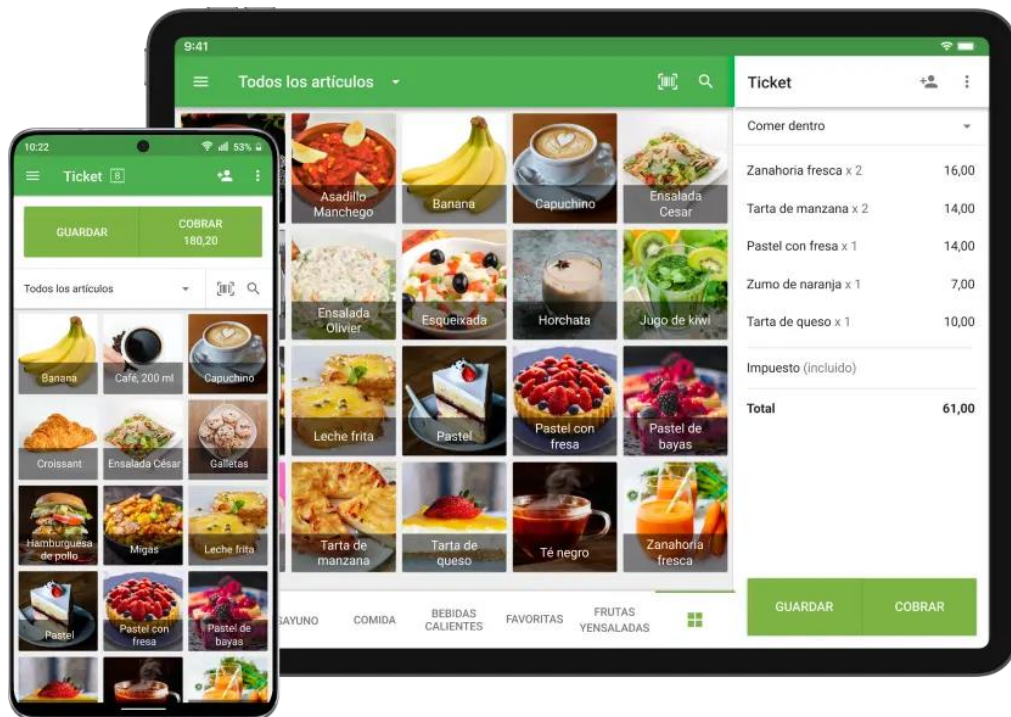 9:41
Todos los artículos
Ticket
Comer dentro
Zanahoria fresca x 2
16,00
Tarta de manzana x 2
14,00
Pastel con fresa x 1
14,00
Zumo de naranja x 1
7,00
Tarta de queso x 1
10,00
Impuesto (incluido)
Total
61,00
GUARDAR
COBRAR
Asadillo
Manchego
Banana
Capuchino
Ensalada
Cesar
Ensalada
Olivier
Esqueixada
Horchata
Jugo de kiwi
Leche frita
Pastel
Pastel con
fresa
Pastel de
bayas
Tarta de
manzana
Tarta de
queso
Té negro
Zanahoria
fresca
SAYUNO
COMIDA
BEBIDAS
CALIENTES
FAVORITAS
FRUTAS
YENSALADAS
10:22
53%
Ticket 8
GUARDAR
COBRAR
180,20
Todos los artículos
Banana
Café, 200 ml
Capuchino
Croissant
Ensalada César
Galletas
Hamburguesa
de pollo
Migas
Leche frita
Pastel
Pastel con
fresa
Pastel de
bayas